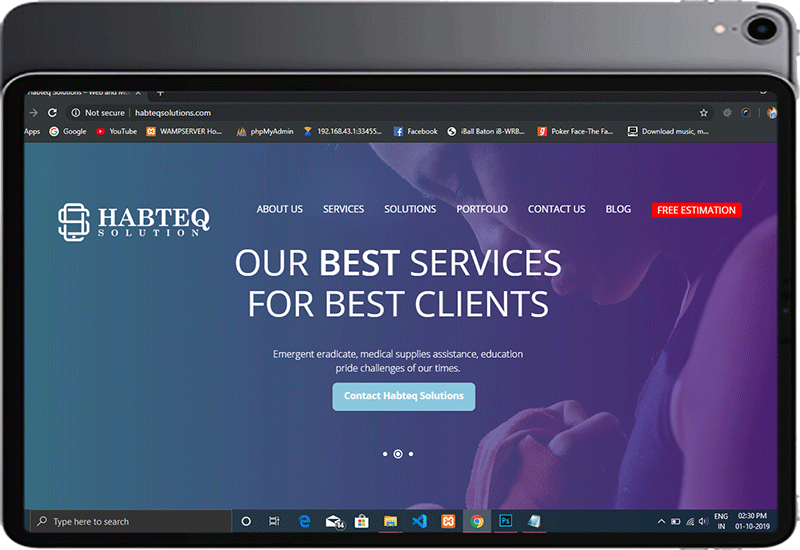 Habteq Solutions – Web and M
Not secure | habteqsolutions.com
Apps Google YouTube WAMPSERVER Ho... phpMyAdmin 192.168.43.1:33455... Facebook iBall Baton iB-WRB... Poker Face-The Fa... Download music, m...
HABTEQ
SOLUTION
ABOUT US SERVICES SOLUTIONS PORTFOLIO CONTACT US BLOG FREE ESTIMATION
OUR BEST SERVICES
FOR BEST CLIENTS
Emergent eradicate, medical supplies assistance, education
pride challenges of our times.
Contact Habteq Solutions
Type here to search
44
Ps
ENG
IN
02:30 PM
01-10-2019